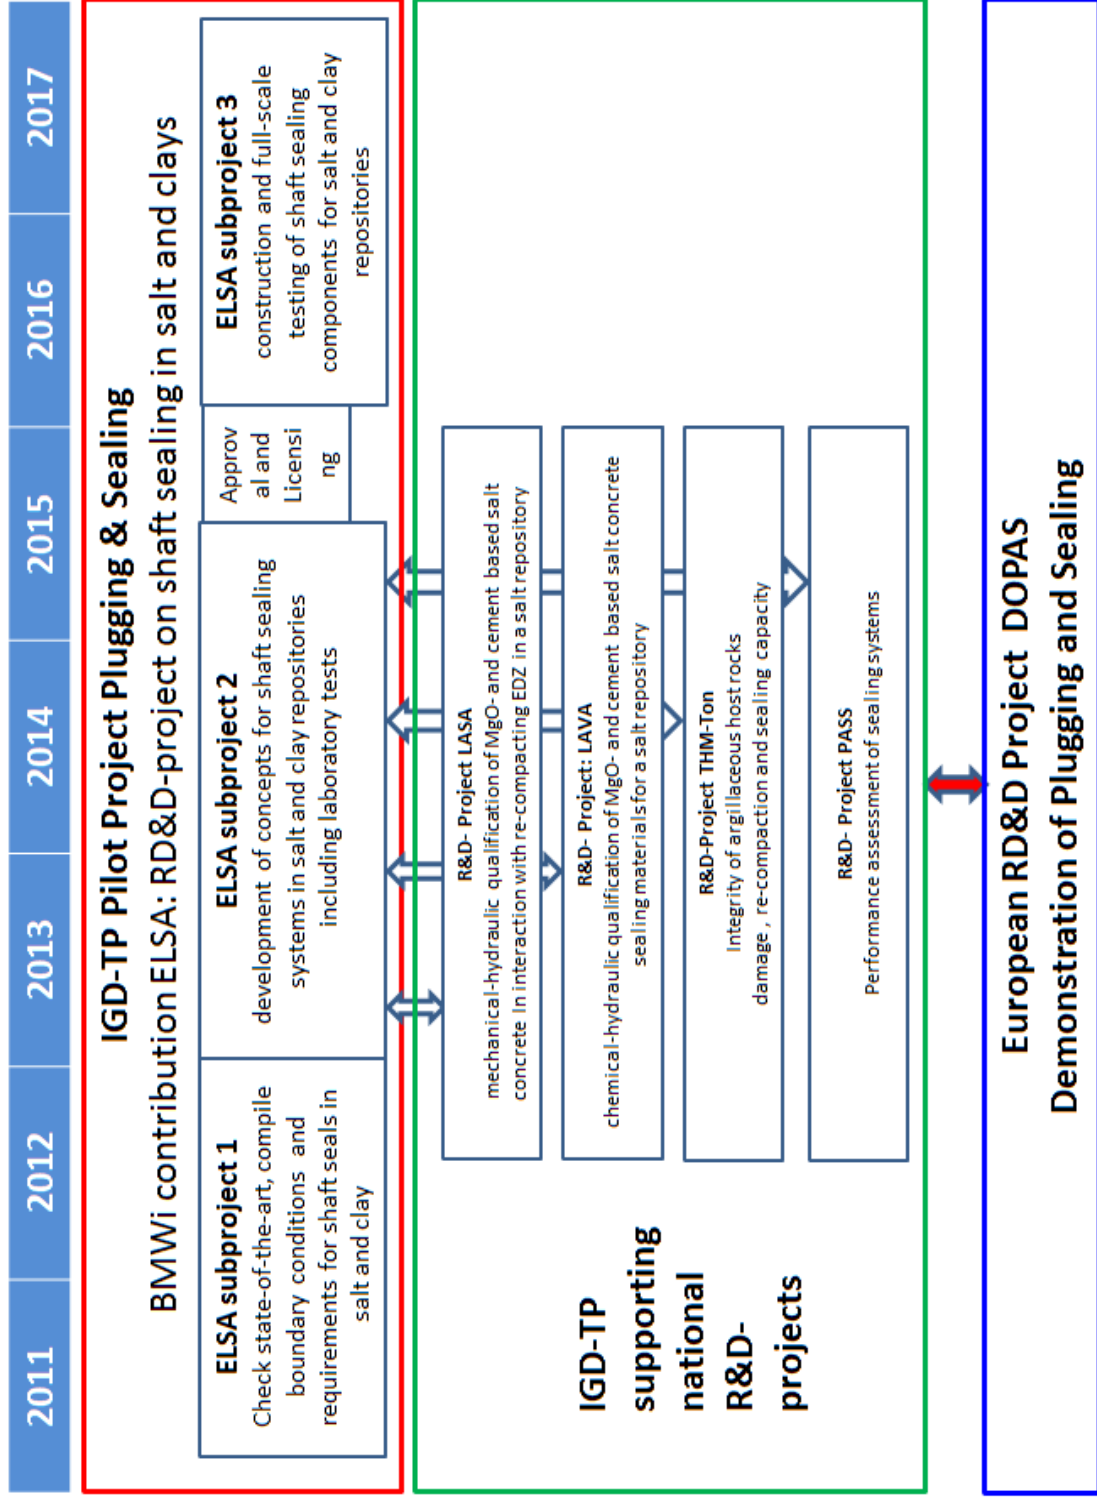 2011 2012 2013 2014 2015 2016 2017
IGD-TP Pilot Project Plugging & Sealing
BMWi contribution ELSA: RD&D-project on shaft sealing in salt and clays
ELSA subproject 1
Check state-of-the-art, compile
boundary conditions and
requirements for shaft seals in
salt and clay
ELSA subproject 2
development of concepts for shaft sealing
systems in salt and clay repositories
including laboratory tests
Approv
al and
Licensi
ng
ELSA subproject 3
construction and full-scale
testing of shaft sealing
components for salt and clay
repositories
IGD-TP
supporting
national
R&D-
projects
R&D- Project LASA
mechanical-hydraulic qualification of MgO- and cement based salt
concrete In interaction with re-compacting EDZ in a salt repository
R&D- Project: LAVA
chemical-hydraulic qualification of MgO- and cement based salt concrete
sealing materials for a salt repository
R&D-Project THM-Ton
Integrity of argillaceous host rocks
damage , re-compaction and sealing capacity
R&D- Project PASS
Performance assessment of sealing systems
European RD&D Project DOPAS
Demonstration of Plugging and Sealing